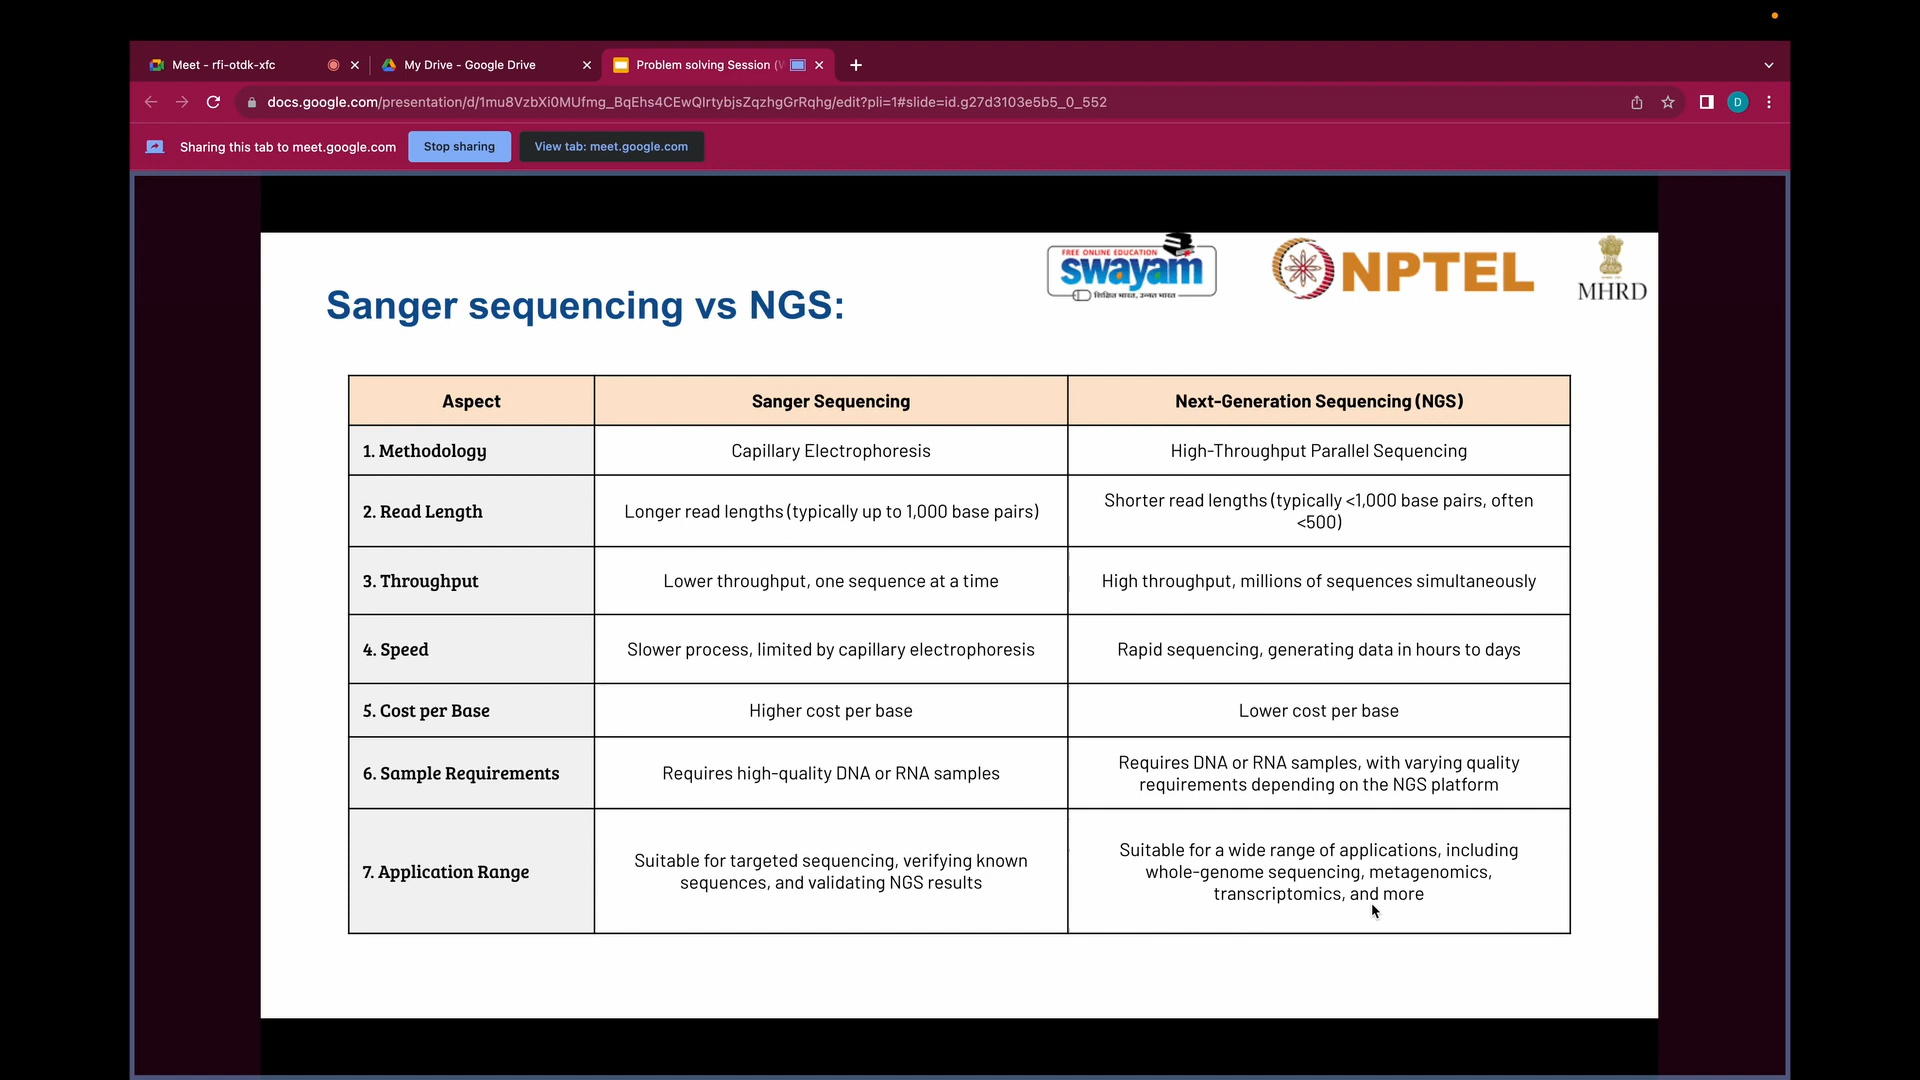 Meet - rfi-otdk-xfc
My Drive - Google Drive
Problem solving Session (
docs.google.com/presentation/d/1mu8VzbXi0MUfmg_BqEhs4CEwQIrtybjsZqzhgGrRqhg/edit?pli=1#slide=id.g27d3103e5b5_0_552
D
Sharing this tab to meet.google.com
Stop sharing
View tab: meet.google.com
FREE ONLINE EDUCATION
swayam
शिक्षित भारत, उन्नत भारत
NPTEL
MHRD
Sanger sequencing vs NGS:
Aspect
Sanger Sequencing
Next-Generation Sequencing (NGS)
1. Methodology
Capillary Electrophoresis
High-Throughput Parallel Sequencing
2. Read Length
Longer read lengths (typically up to 1,000 base pairs)
Shorter read lengths (typically <1,000 base pairs, often
<500)
3. Throughput
Lower throughput, one sequence at a time
High throughput, millions of sequences simultaneously
4. Speed
Slower process, limited by capillary electrophoresis
Rapid sequencing, generating data in hours to days
5. Cost per Base
Higher cost per base
Lower cost per base
6. Sample Requirements
Requires high-quality DNA or RNA samples
Requires DNA or RNA samples, with varying quality
requirements depending on the NGS platform
7. Application Range
Suitable for targeted sequencing, verifying known
sequences, and validating NGS results
Suitable for a wide range of applications, including
whole-genome sequencing, metagenomics,
transcriptomics, and more